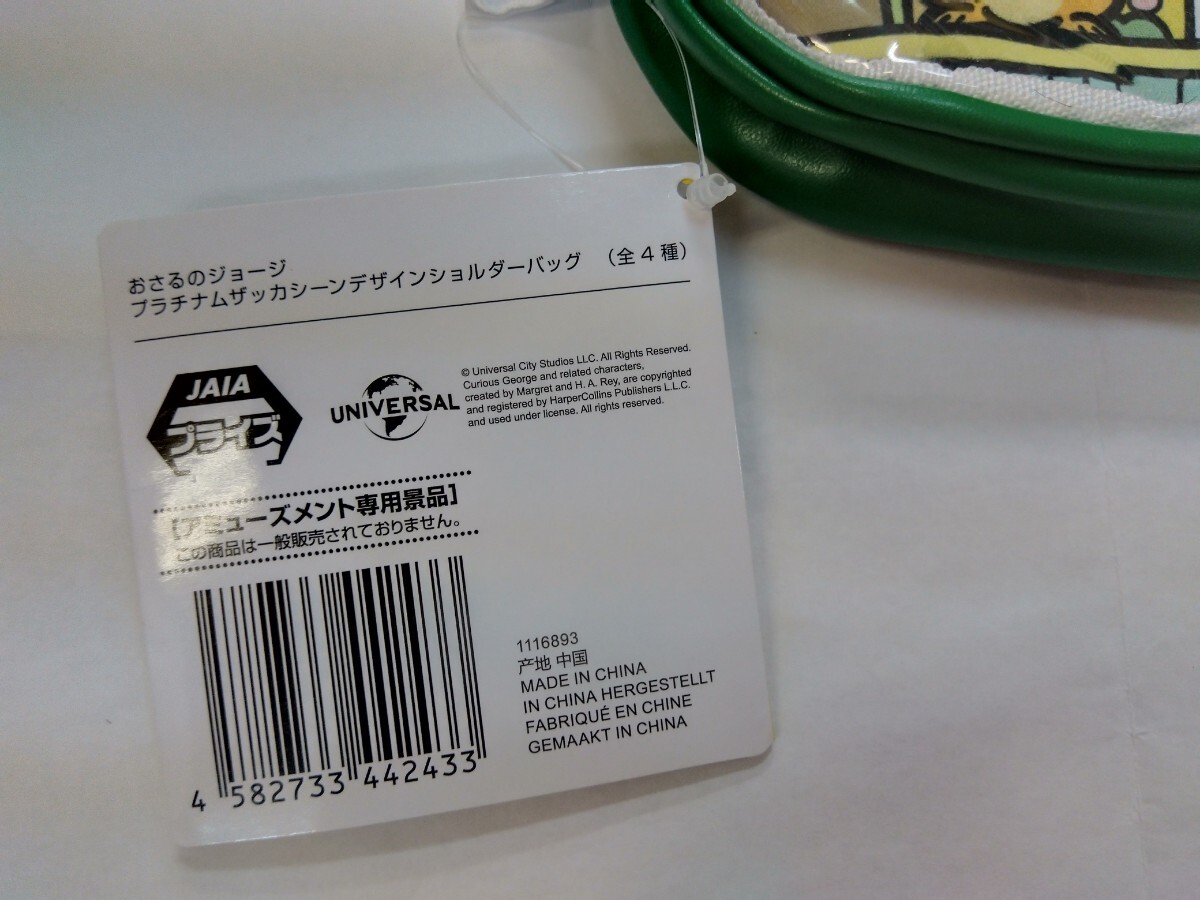 おさるのジョージ
プラチナムザッカシーンデザインショルダーバッグ (全4種)
JAIA
プライズ
UNIVERSAL
© Universal City Studios LLC. All Rights Reserved.
Curious George and related characters,
created by Margret and H. A. Rey, are copyrighted
and registered by HarperCollins Publishers L.L.C.
and used under license. All rights reserved.
[アミューズメント専用景品]
この商品は一般販売されておりません。
4 582733 442433
1116893
产地 中国
MADE IN CHINA
IN CHINA HERGESTELLT
FABRIQUÉ EN CHINE
GEMAAKT IN CHINA